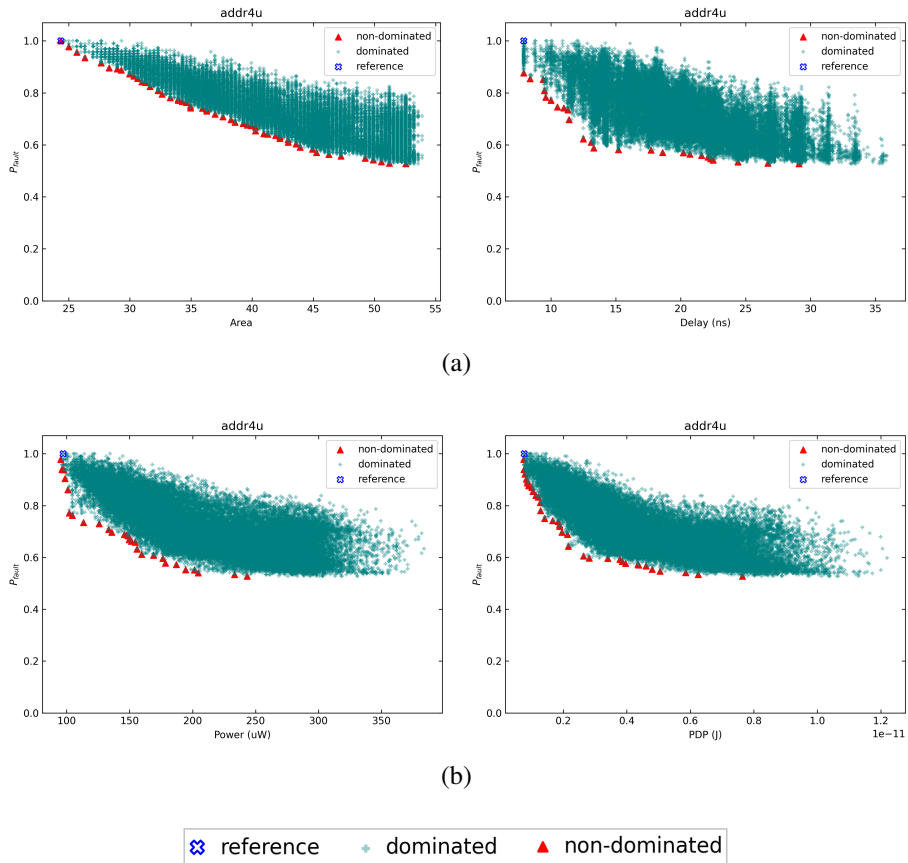 addr4u
non-dominated
dominated
reference
1.0
0.8
0.6
0.4
0.2
0.0
P_fault
25 30 35 40 45 50 55
Area
addr4u
non-dominated
dominated
reference
1.0
0.8
0.6
0.4
0.2
0.0
P_fault
10 15 20 25 30 35
Delay (ns)
(a)
addr4u
non-dominated
dominated
reference
1.0
0.8
0.6
0.4
0.2
0.0
P_fault
100 150 200 250 300 350
Power (uW)
addr4u
non-dominated
dominated
reference
1.0
0.8
0.6
0.4
0.2
0.0
P_fault
0.2 0.4 0.6 0.8 1.0 1.2
PDP (J)
1e−11
(b)
reference dominated non-dominated